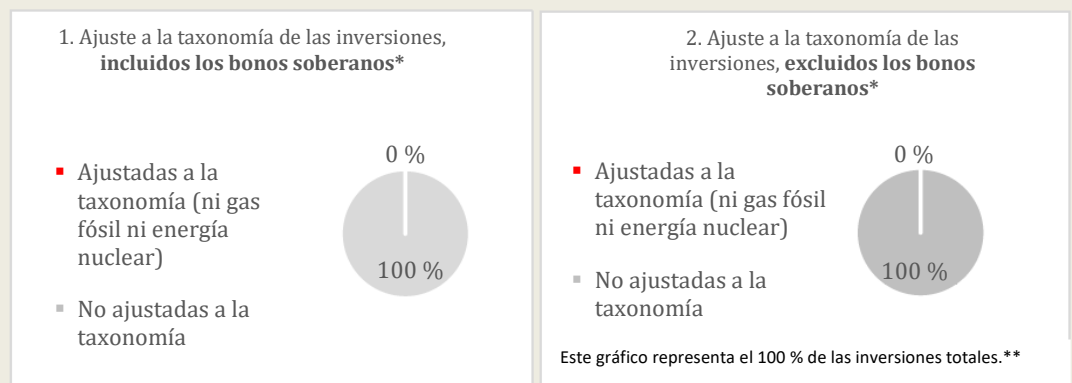 1. Ajuste a la taxonomía de las inversiones,
incluidos los bonos soberanos*
Ajustadas a la
taxonomía (ni gas
fósil ni energía
nuclear)
No ajustadas a la
taxonomía
0 %
100 %
2. Ajuste a la taxonomía de las
inversiones, excluidos los bonos
soberanos*
Ajustadas a la
taxonomía (ni gas fósil
ni energía nuclear)
No ajustadas a la
taxonomía
0 %
100 %
Este gráfico representa el 100 % de las inversiones totales.**